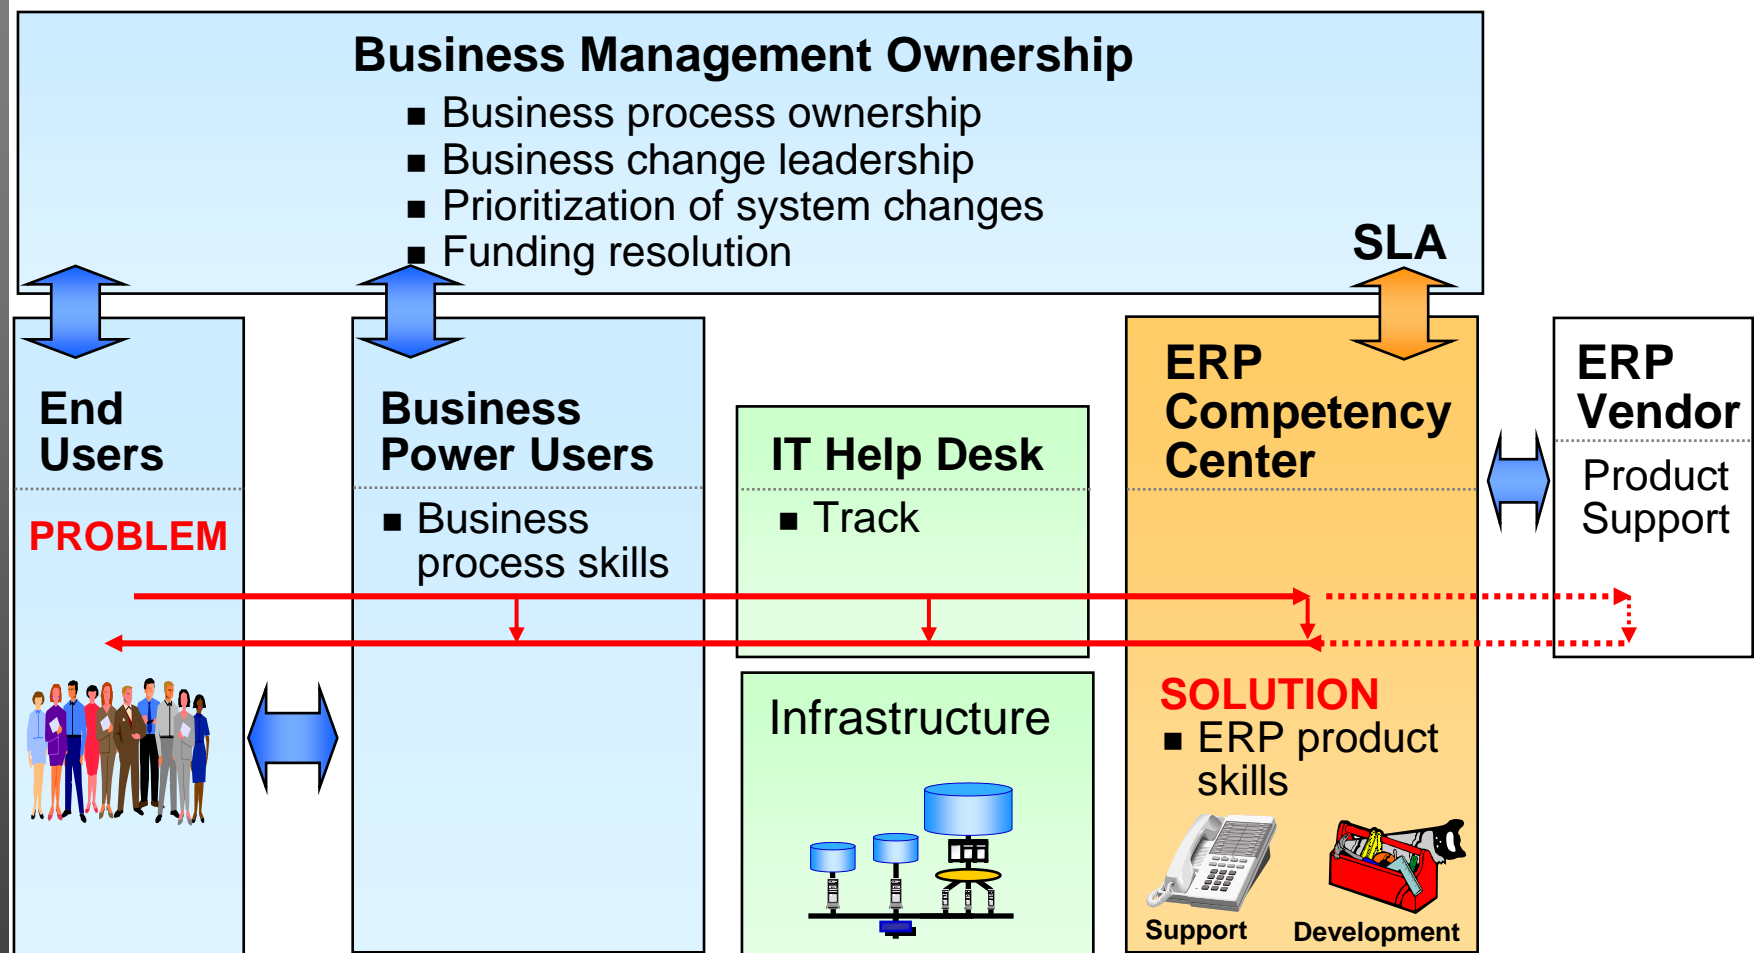 Business Management Ownership
■ Business process ownership
■ Business change leadership
■ Prioritization of system changes
■ Funding resolution
SLA
End
Users
PROBLEM
Business
Power Users
■ Business
process skills
IT Help Desk
■ Track
Infrastructure
ERP
Competency
Center
SOLUTION
■ ERP product
skills
Support
Development
ERP
Vendor
Product
Support